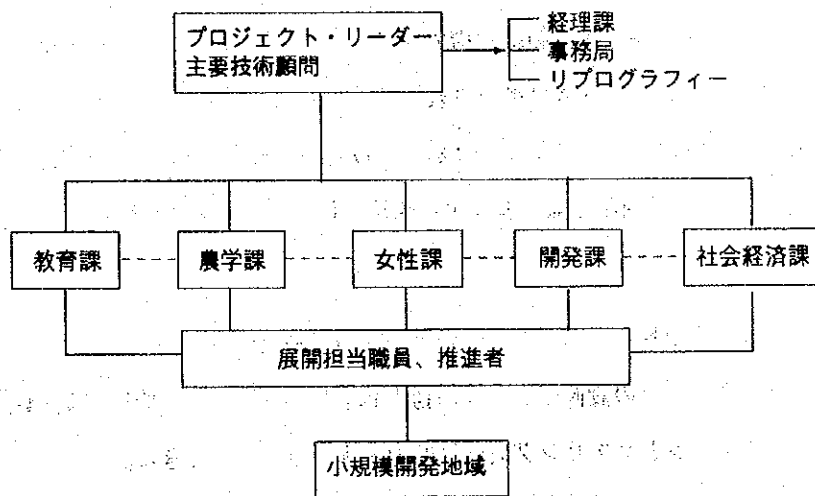 プロジェクト・リーダー
主要技術顧問
経理課
事務局
リプログラフィー
教育課
農学課
女性課
開発課
社会経済課
展開担当職員、推進者
小規模開発地域